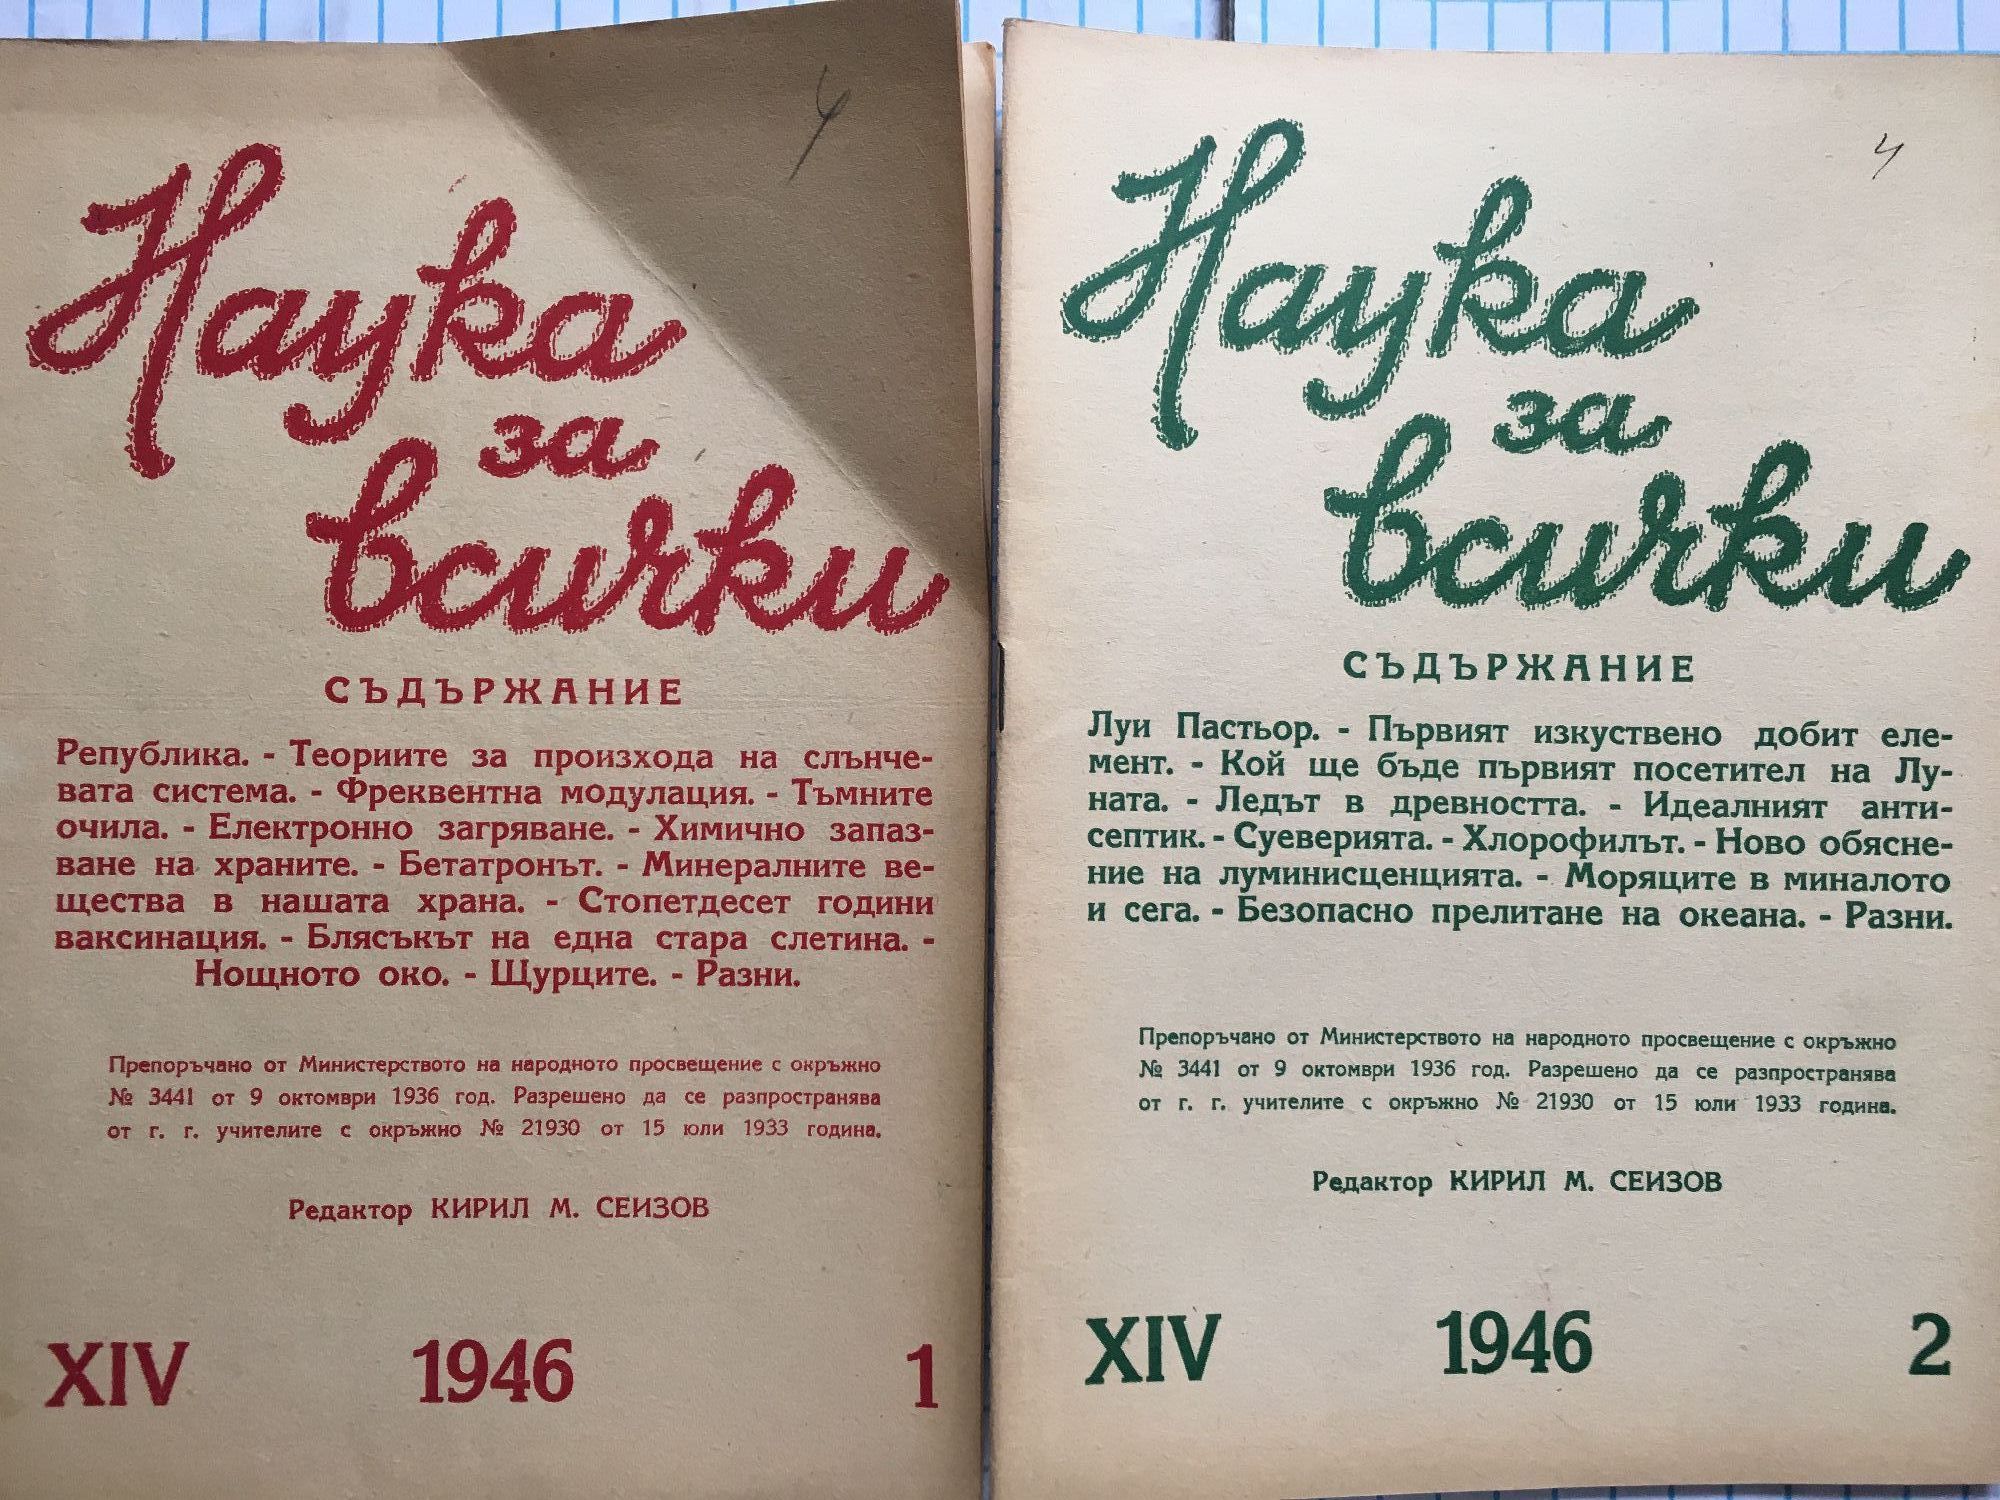 Наука
за
всички
СЪДЪРЖАНИЕ
Република. - Теориите за произхода на слънче-
вата система. - Фреквентна модулация. - Тъмните
очила. - Електронно загряване. - Химично запаз-
ване на храните. - Бетатронът. - Минералните ве-
щества в нашата храна. - Стопетдесет години
ваксинация. - Блясъкът на една стара слетина. -
Нощното око. - Щурците. - Разни.
Препоръчано от Министерството на народното просвещение с окръжно
№ 3441 от 9 октомври 1936 год. Разрешено да се разпространява
от г. г. учителите с окръжно № 21930 от 15 юли 1933 година.
Редактор КИРИЛ М. СЕИЗОВ
XIV 1946 1
Наука
за
всички
СЪДЪРЖАНИЕ
Луи Пастьор. - Първият изкуствено добит еле-
мент. - Кой ще бъде първият посетител на Лу-
ната. - Ледът в древността. - Идеалният анти-
септик. - Суеверията. - Хлорофилът. - Ново обясне-
ние на луминисценцията. - Моряците в миналото
и сега. - Безопасно прелитане на океана. - Разни.
Препоръчано от Министерството на народното просвещение с окръжно
№ 3441 от 9 октомври 1936 год. Разрешено да се разпространява
от г. г. учителите с окръжно № 21930 от 15 юли 1933 година.
Редактор КИРИЛ М. СЕИЗОВ
XIV 1946 2